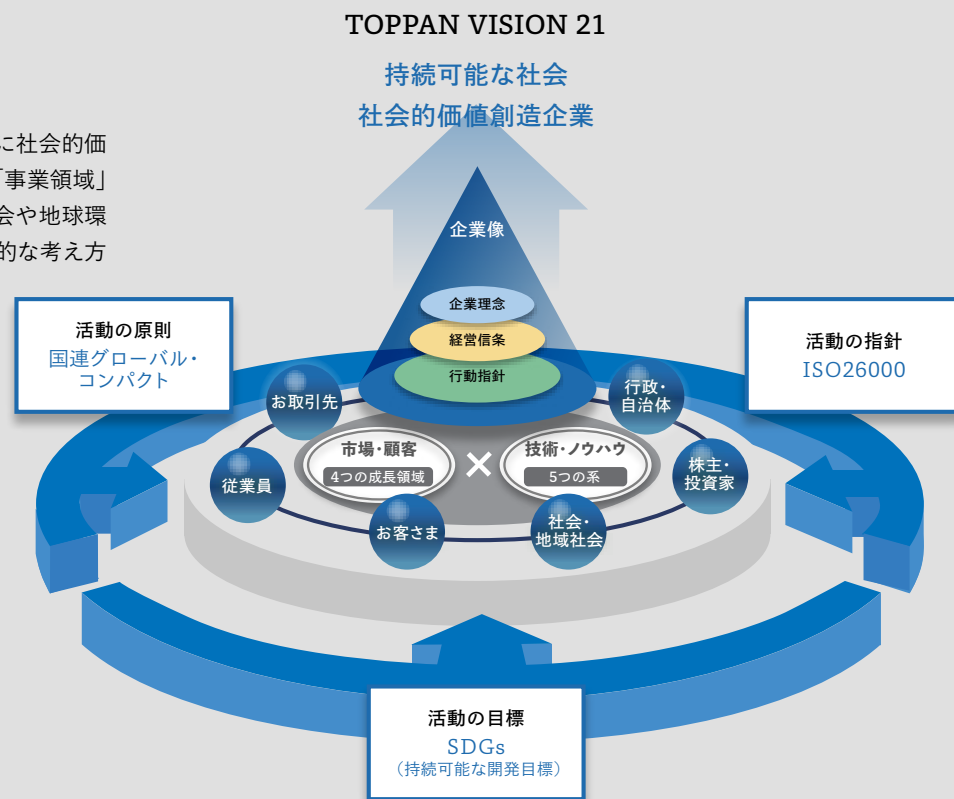 TOPPAN VISION 21
持続可能な社会
社会的価値創造企業
に社会的価
「事業領域」
会や地球環
的な考え方
企業像
企業理念
経営信条
行動指針
活動の原則
国連グローバル・
コンパクト
活動の指針
ISO26000
お取引先
行政・
自治体
市場・顧客
4つの成長領域
×
技術・ノウハウ
5つの系
従業員
株主・
投資家
お客さま
社会・
地域社会
活動の目標
SDGs
（持続可能な開発目標）